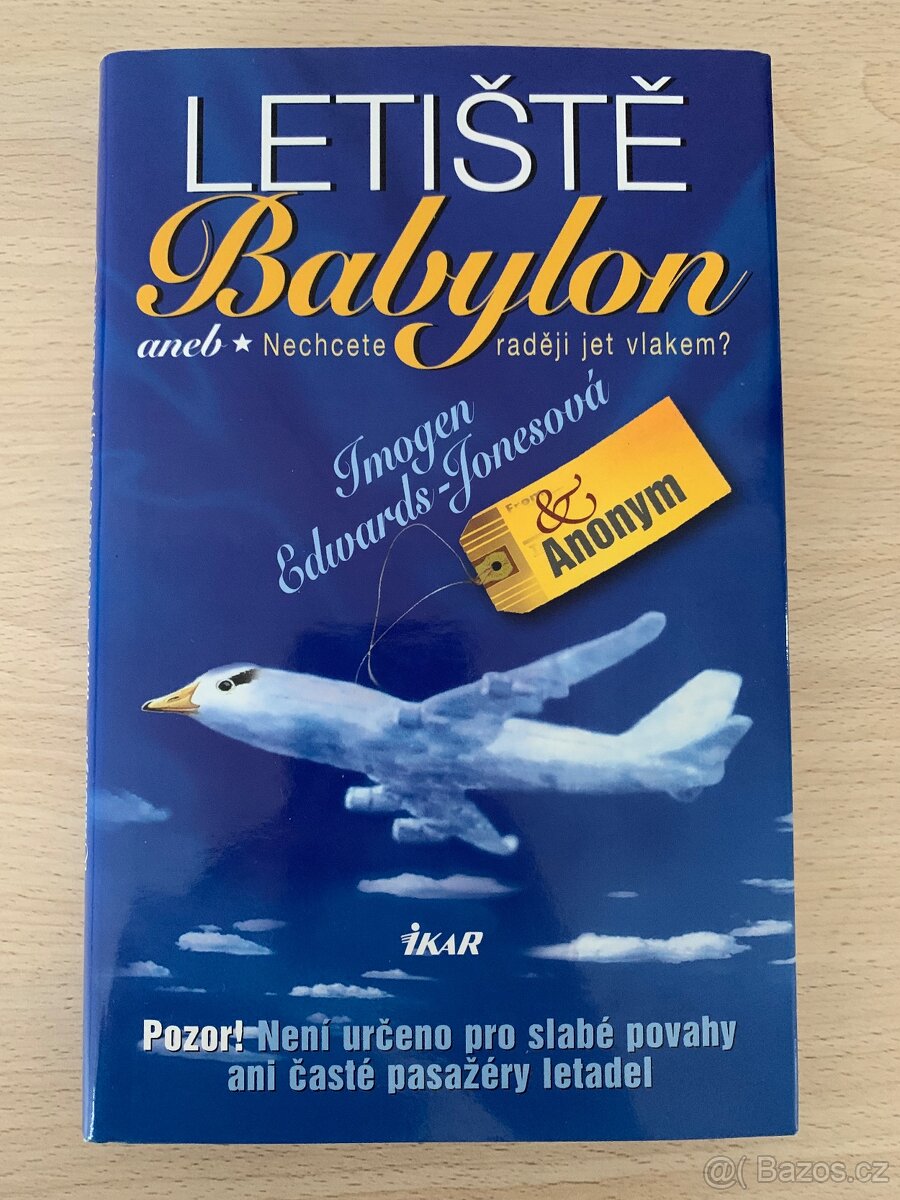 LETIŠTĚ
Babylon
aneb ★ Nechcete raději jet vlakem?
Imogen
Edwards-Jonesová
&
Anonym
IKAR
Pozor! Není určeno pro slabé povahy
ani časté pasažéry letadel
@( Bazos.cz